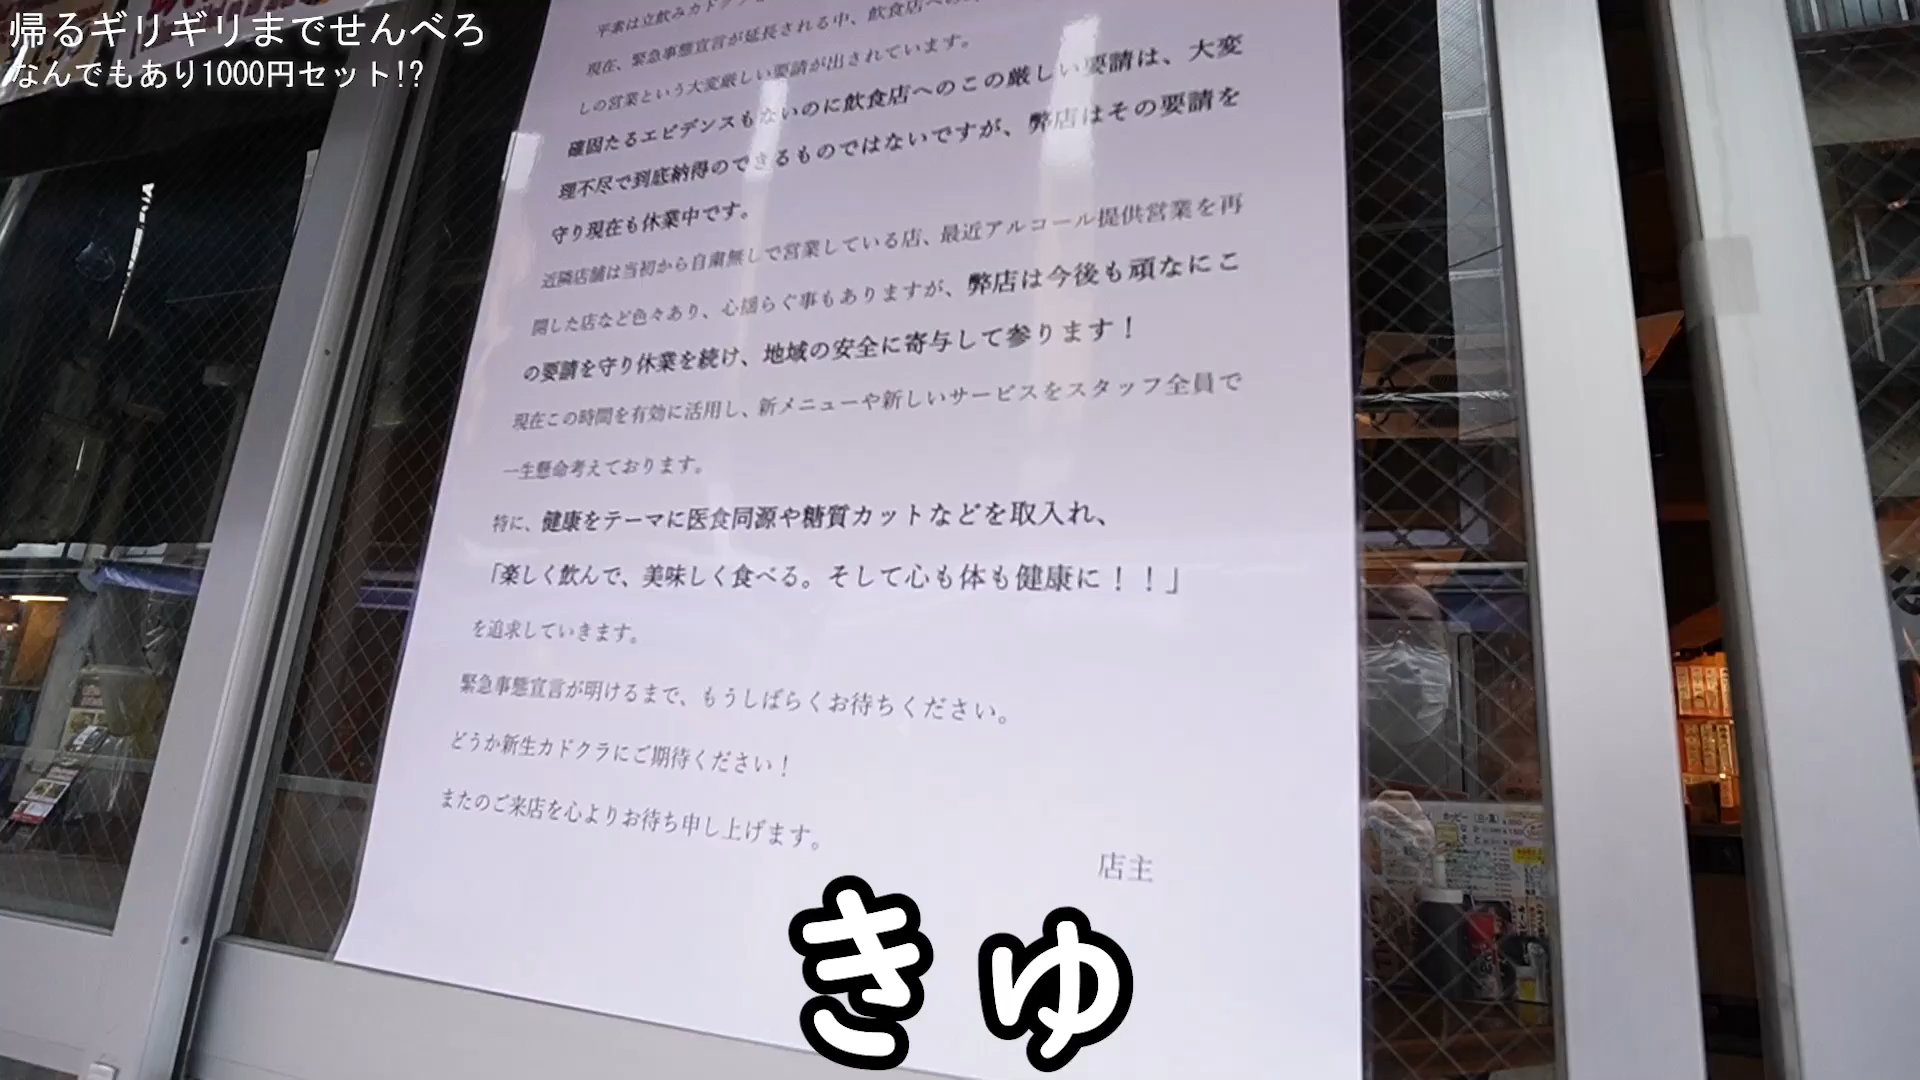 帰るギリギリまでせんべろ
なんでもあり1000円セット!?
平素は立飲みカドクラ
現在、緊急事態宣言が延長される中、飲食店への
しの営業という大変厳しい要請が出されています。
確固たるエビデンスもないのに飲食店へのこの厳しい要請は、大変
理不尽で到底納得のできるものではないですが、弊店はその要請を
守り現在も休業中です。
近隣店舗は当初から自粛無しで営業している店、最近アルコール提供営業を再
開した店など色々あり、心揺らぐ事もありますが、弊店は今後も頑なにこ
の要請を守り休業を続け、地域の安全に寄与して参ります！
現在この時間を有効に活用し、新メニューや新しいサービスをスタッフ全員で
一生懸命考えております。
特に、健康をテーマに医食同源や糖質カットなどを取入れ、
「楽しく飲んで、美味しく食べる。そして心も体も健康に！！」
を追求していきます。
緊急事態宣言が明けるまで、もうしばらくお待ちください。
どうか新生カドクラにご期待ください！
またのご来店を心よりお待ち申し上げます。
店主
きゅ